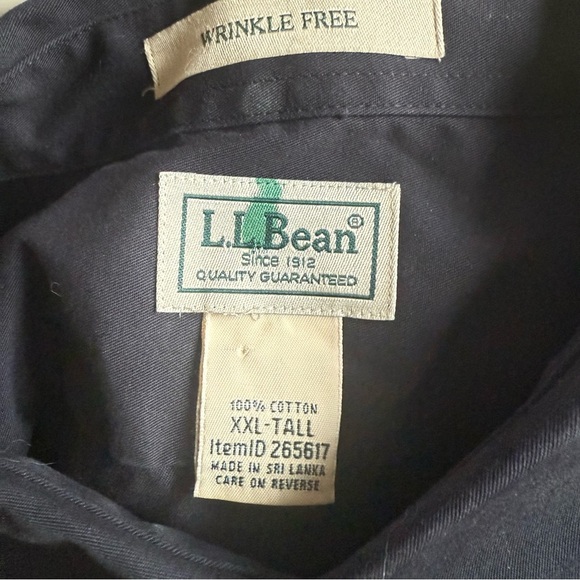 WRINKLE FREE
L.L.Bean®
Since 1912
QUALITY GUARANTEED
100% COTTON
XXL-TALL
ItemID 265617
MADE IN SRI LANKA
CARE ON REVERSE